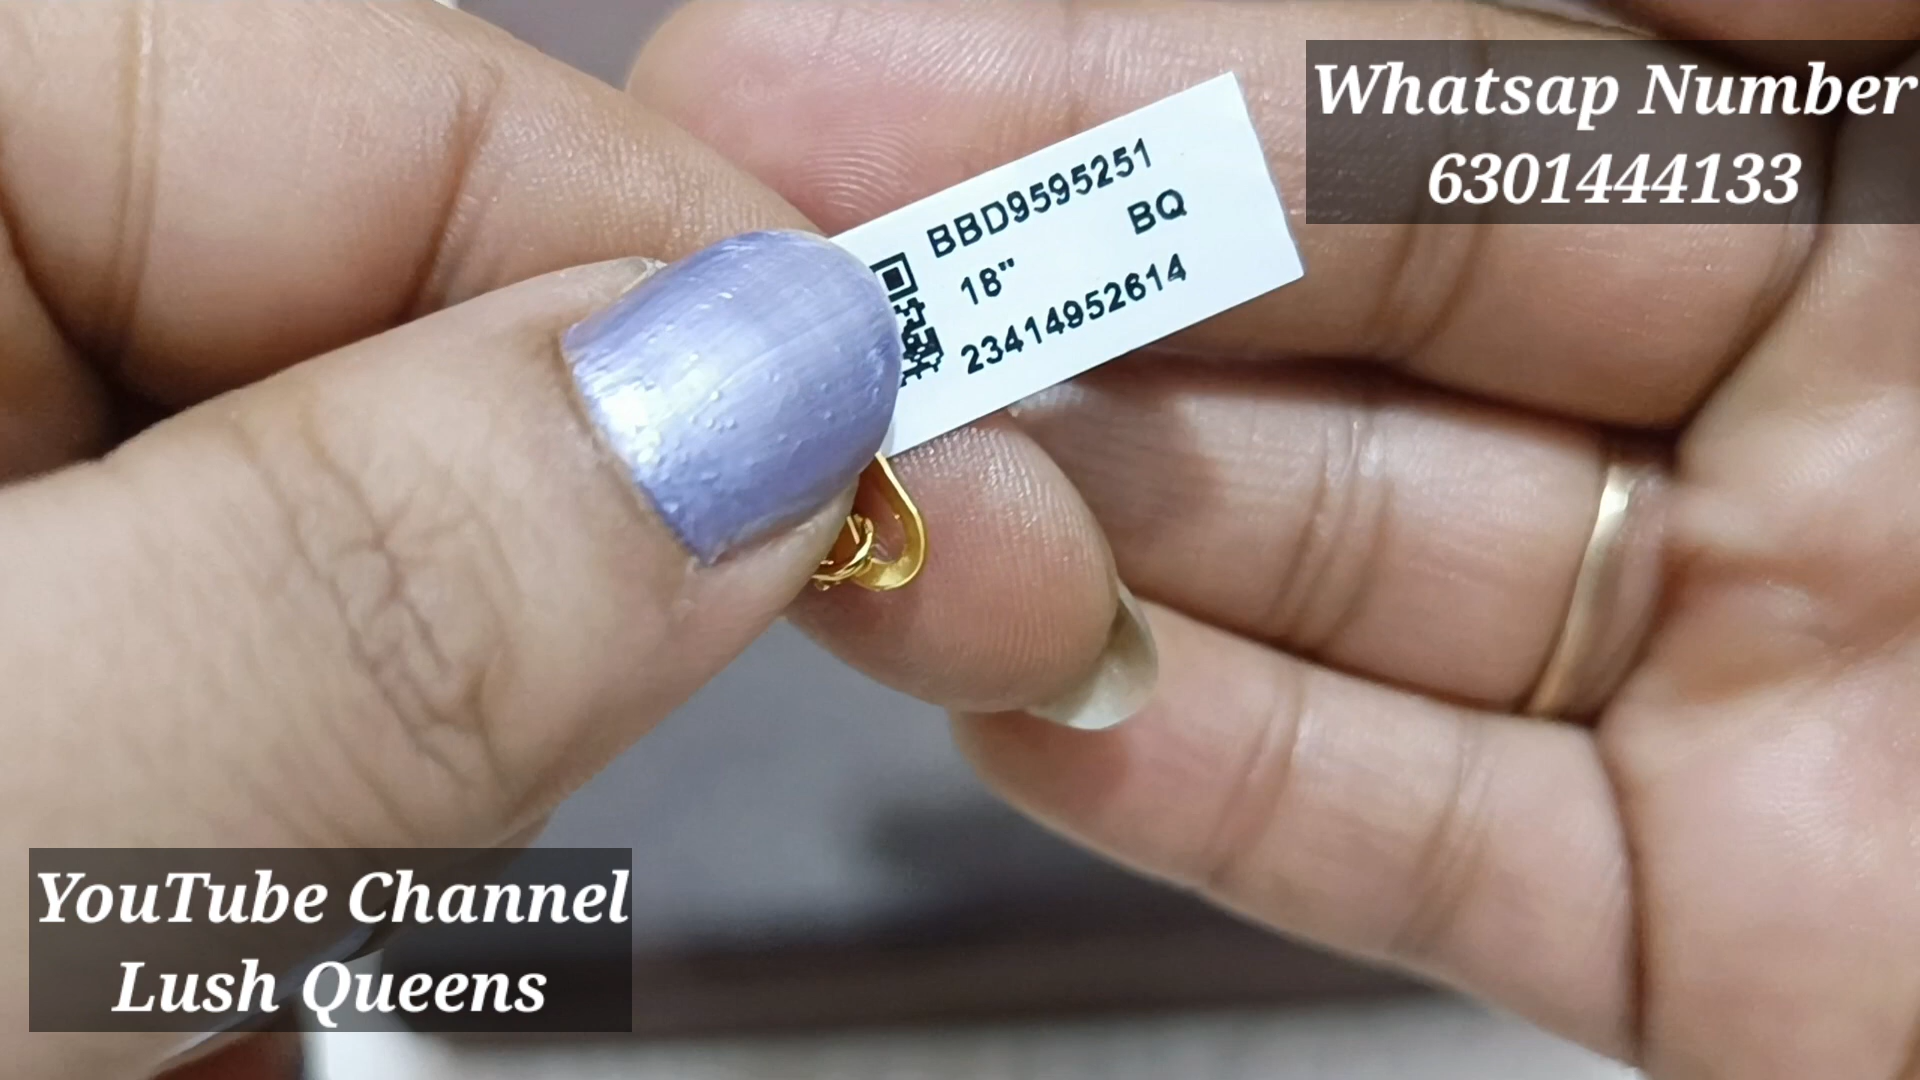 Whatsap Number
6301444133
BBD9595251
BQ
18"
23414952614
YouTube Channel
Lush Queens